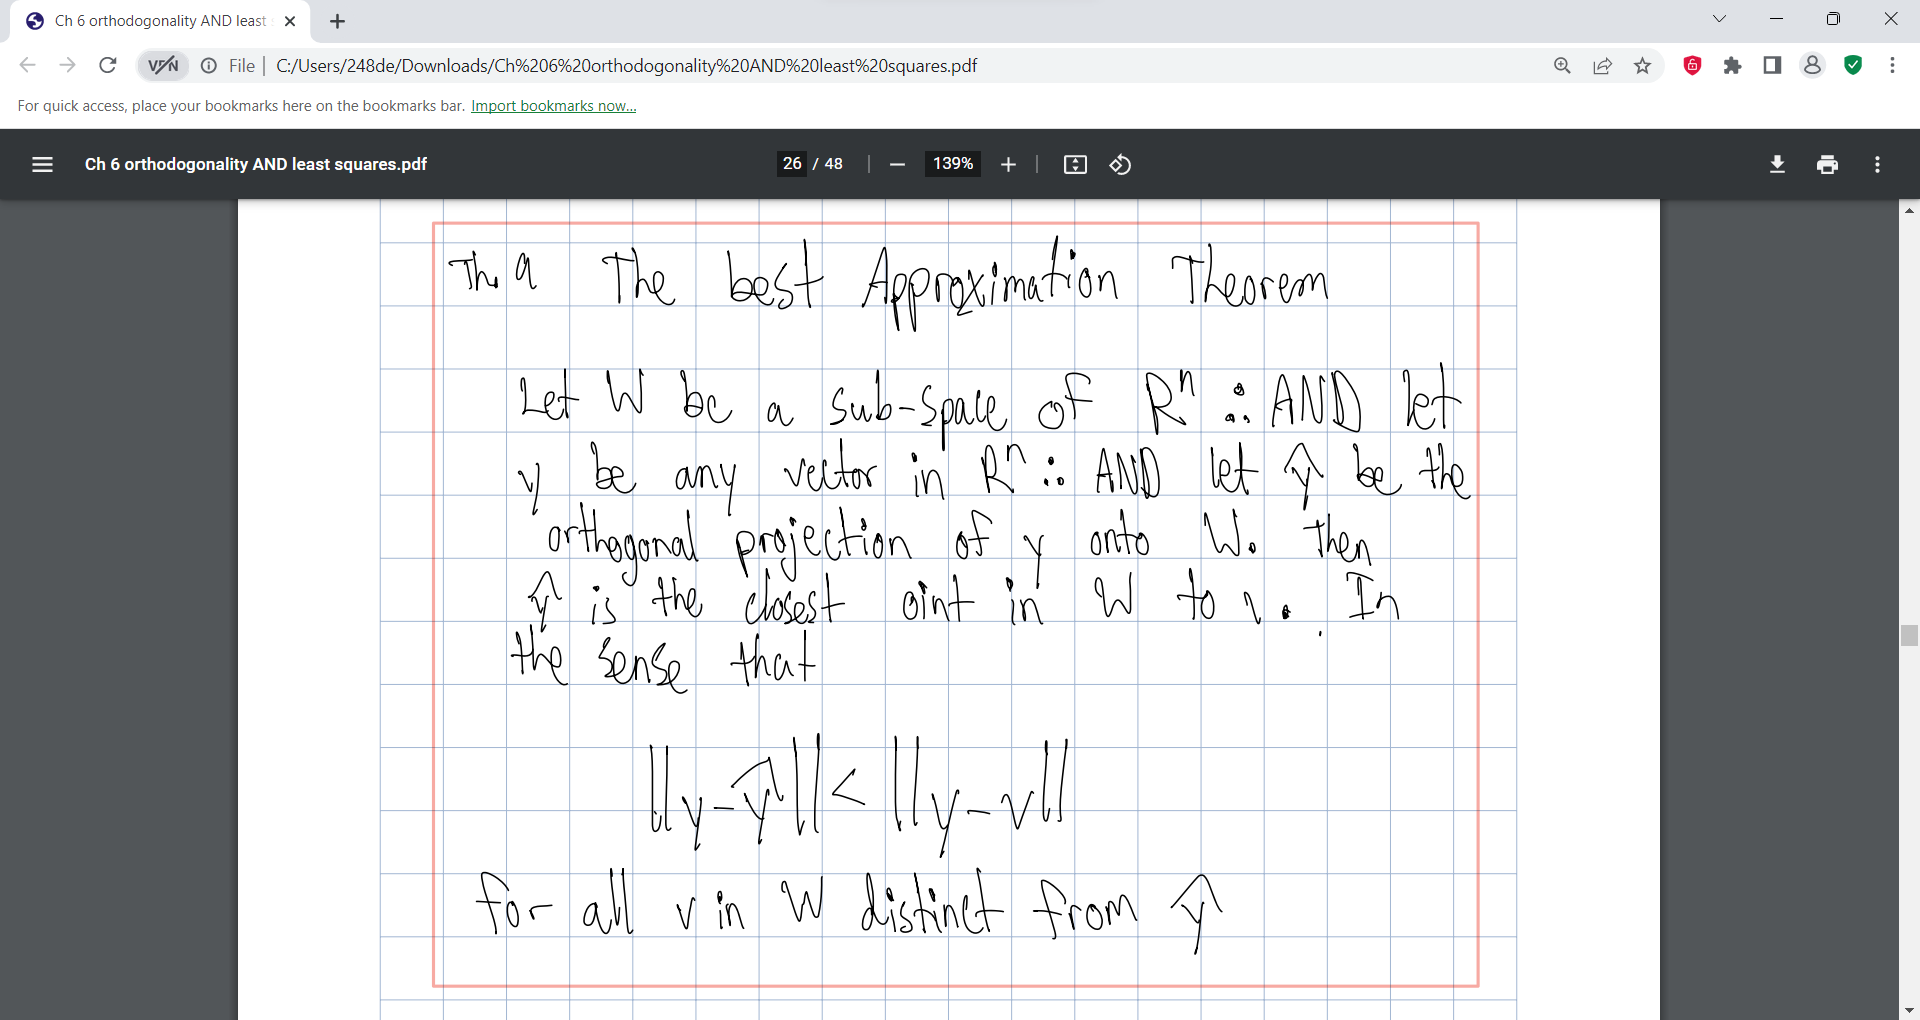 Ch 6 orthodogonality AND least
VPN File C:/Users/248de/Downloads/Ch%206%20orthodogonality%20AND%20least%20squares.pdf
For quick access, place your bookmarks here on the bookmarks bar. Import bookmarks now...
Ch 6 orthodogonality AND least squares.pdf 26 / 48 139%
Th. 9 The best Approximation Theorem
Let W be a sub-space of Rⁿ ∴ AND let
y be any vector in Rⁿ ∴ AND let ŷ be the
orthogonal projection of y onto W. Then
ŷ is the closest oint in W to y. In
the sense that
||y-ŷ|| < ||y-v||
for all v in W distinct from ŷ